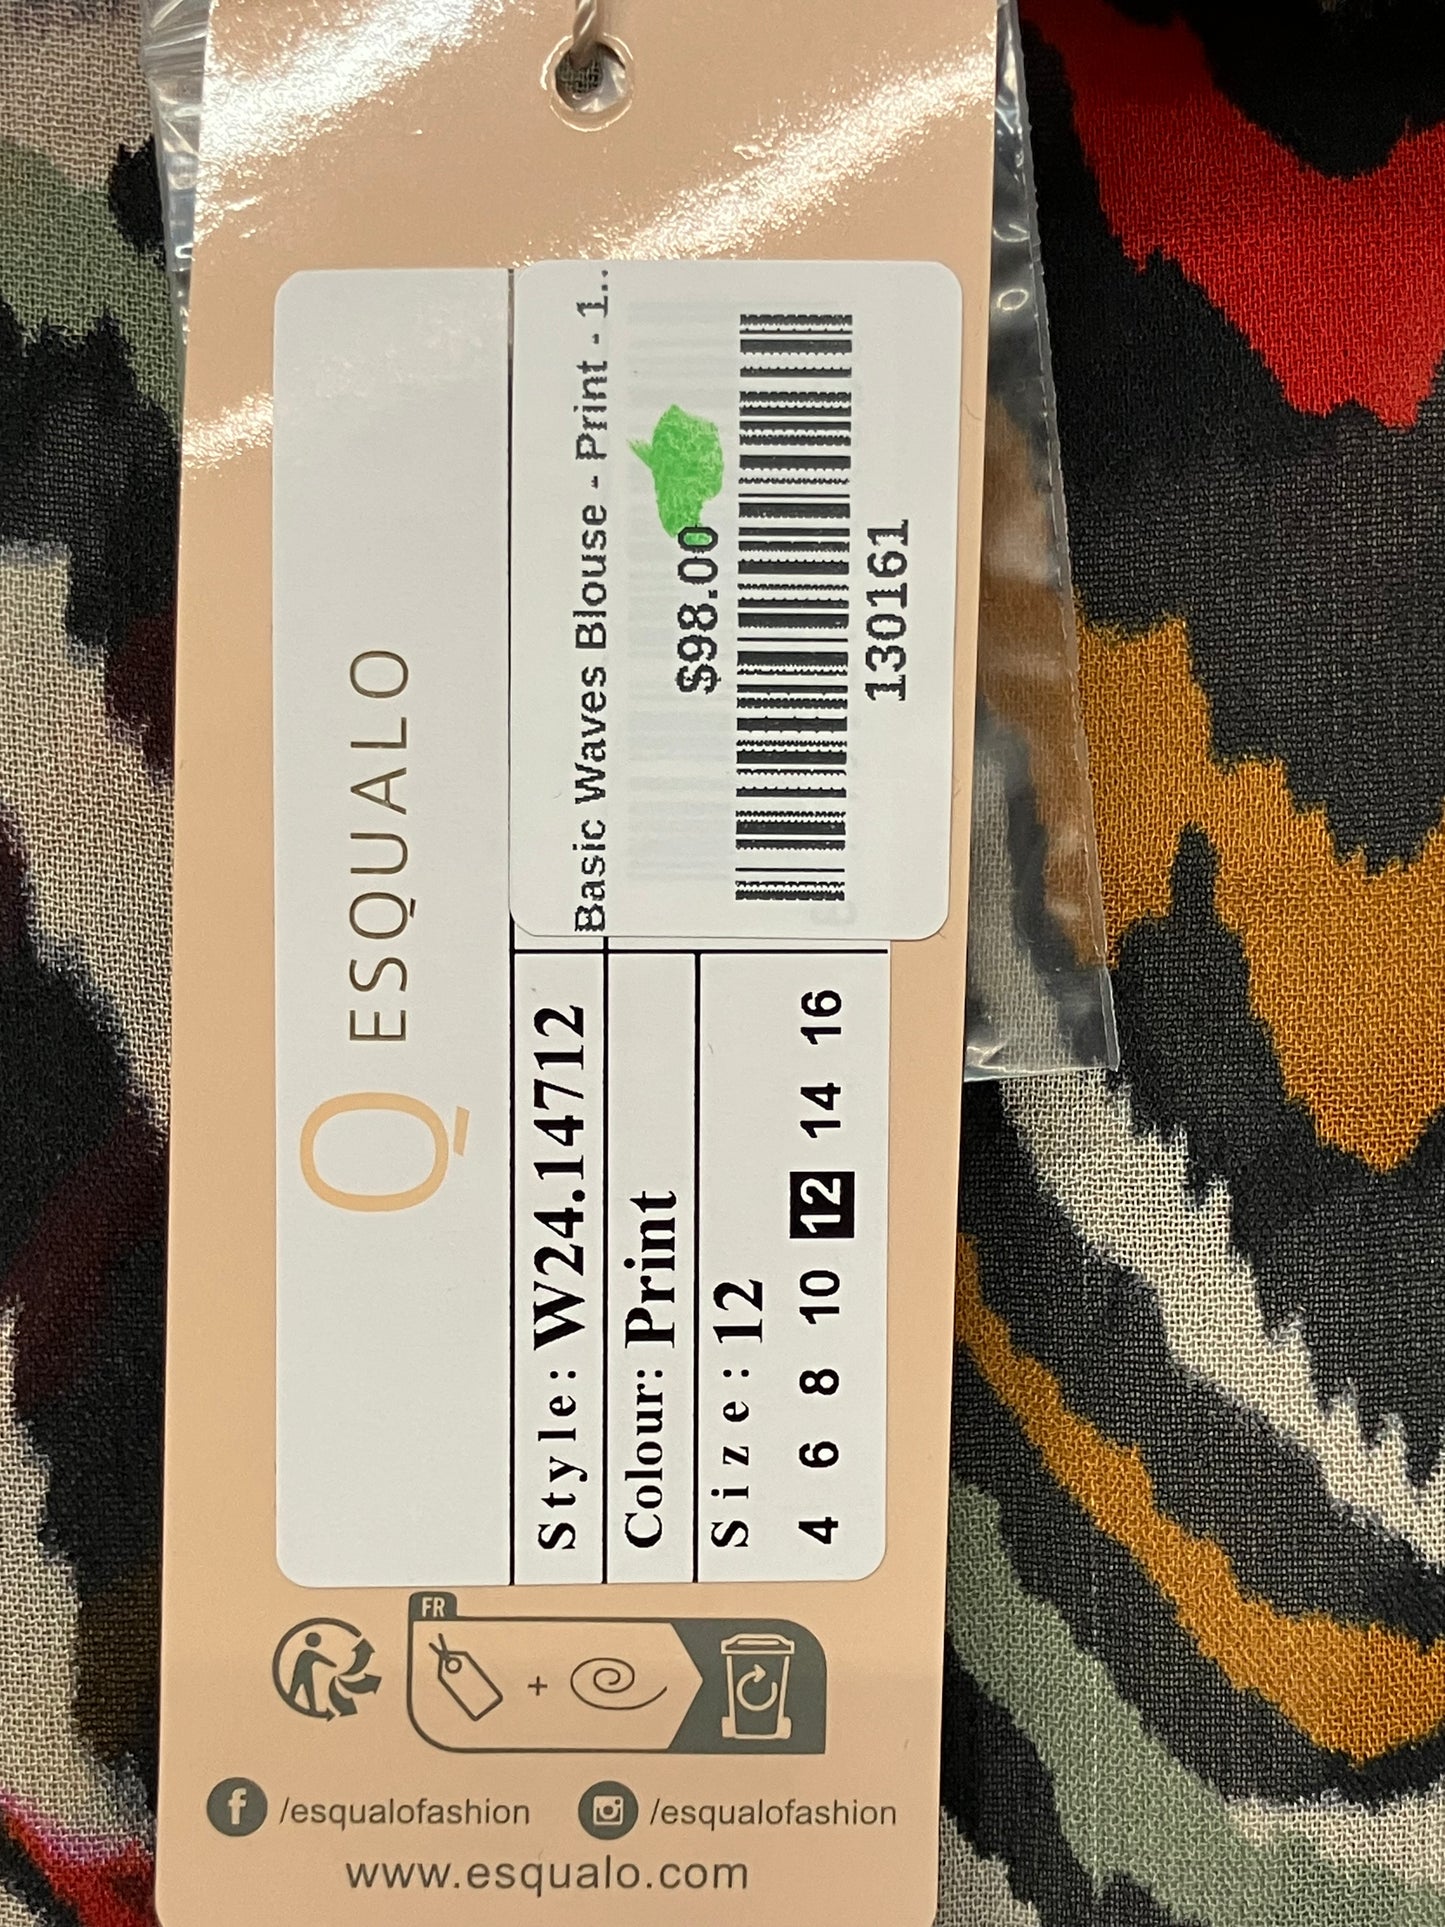 Q ESQUALO
Basic Waves Blouse - Print - 1..
$98.00
130161
Style: W24.14712
Colour: Print
Size: 12
4 6 8 10 12 14 16
FR
+
/esqualofashion
/esqualofashion
www.esqualo.com